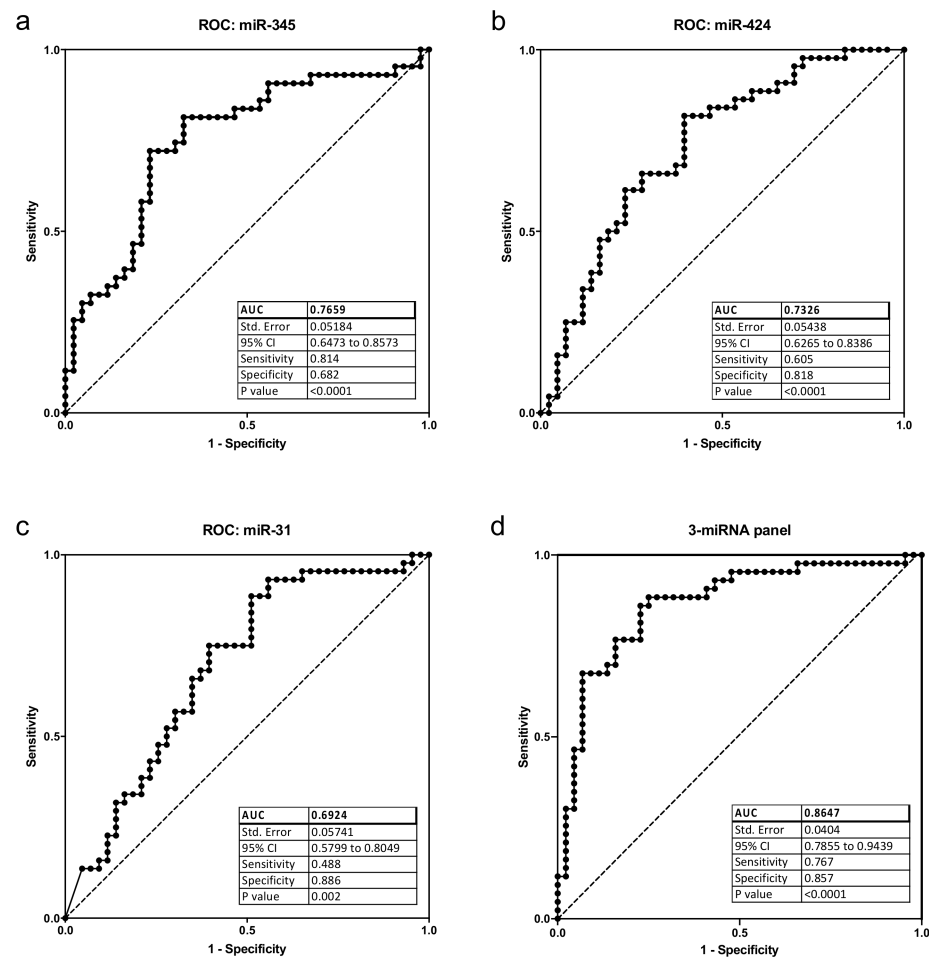 a
ROC: miR-345
1.0
0.5
0.0
Sensitivity
AUC 0.7659
Std. Error 0.05184
95% CI 0.6473 to 0.8573
Sensitivity 0.814
Specificity 0.682
P value <0.0001
0.0 0.5 1.0
1 - Specificity
b
ROC: miR-424
1.0
0.5
0.0
Sensitivity
AUC 0.7326
Std. Error 0.05438
95% CI 0.6265 to 0.8386
Sensitivity 0.605
Specificity 0.818
P value <0.0001
0.0 0.5 1.0
1 - Specificity
c
ROC: miR-31
1.0
0.5
0.0
Sensitivity
AUC 0.6924
Std. Error 0.05741
95% CI 0.5799 to 0.8049
Sensitivity 0.488
Specificity 0.886
P value 0.002
0.0 0.5 1.0
1 - Specificity
d
3-miRNA panel
1.0
0.5
0.0
Sensitivity
AUC 0.8647
Std. Error 0.0404
95% CI 0.7855 to 0.9439
Sensitivity 0.767
Specificity 0.857
P value <0.0001
0.0 0.5 1.0
1 - Specificity